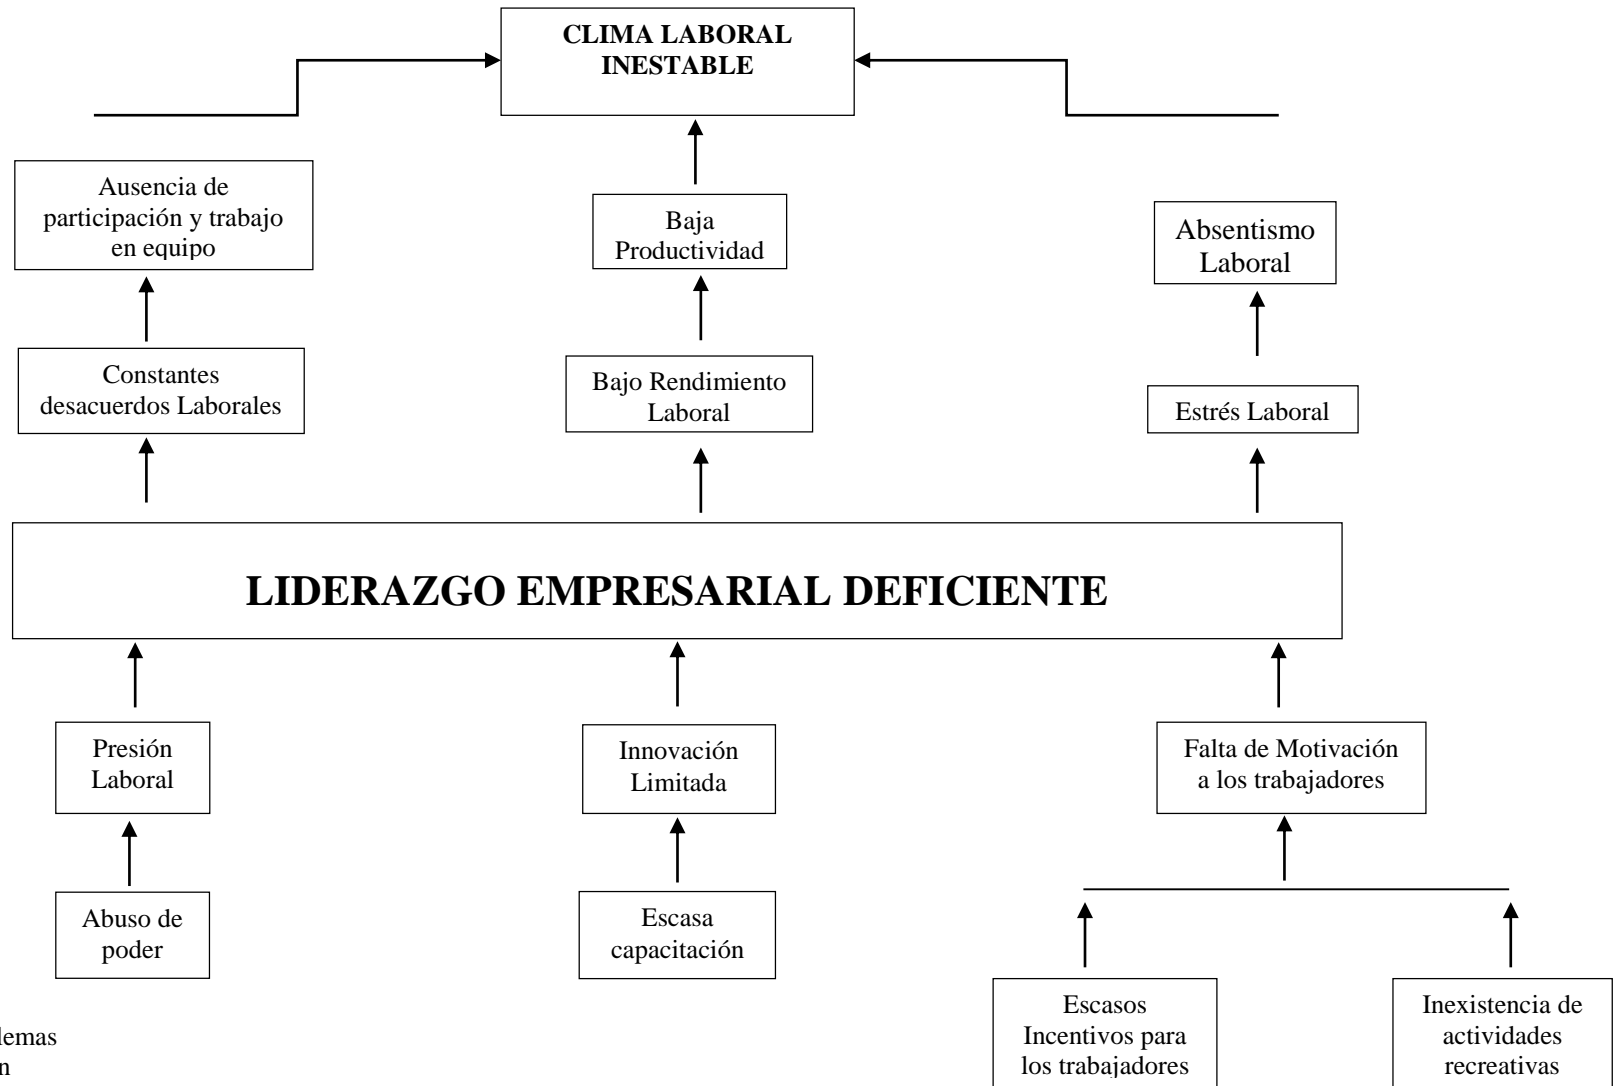 CLIMA LABORAL
INESTABLE
Ausencia de
participación y trabajo
en equipo
Baja
Productividad
Absentismo
Laboral
Constantes
desacuerdos Laborales
Bajo Rendimiento
Laboral
Estrés Laboral
LIDERAZGO EMPRESARIAL DEFICIENTE
Presión
Laboral
Innovación
Limitada
Falta de Motivación
a los trabajadores
Abuso de
poder
Escasa
capacitación
Escasos
Incentivos para
los trabajadores
Inexistencia de
actividades
recreativas
lemas
n